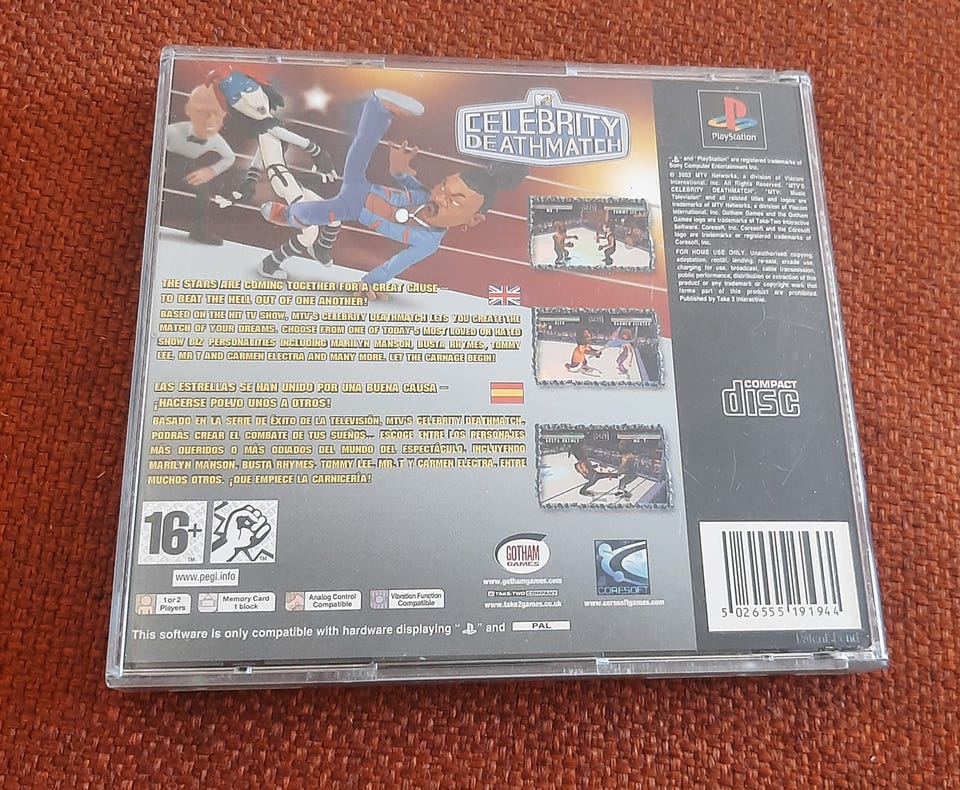 CELEBRITY
DEATHMATCH
THE STARS ARE COMING TOGETHER FOR A GREAT CAUSE –
TO BEAT THE HELL OUT OF ONE ANOTHER!
BASED ON THE HIT TV SHOW, MTV'S CELEBRITY DEATHMATCH LETS YOU CREATE THE
MATCH OF YOUR DREAMS. CHOOSE FROM ONE OF TODAY'S MOST LOVED OR HATED
SHOW BIZ PERSONALITIES INCLUDING MARILYN MANSON, BUSTA RHYMES, TOMMY
LEE, MR T AND CARMEN ELECTRA AND MANY MORE. LET THE CARNAGE BEGIN!
LAS ESTRELLAS SE HAN UNIDO POR UNA BUENA CAUSA –
¡HACERSE POLVO UNOS A OTROS!
BASADO EN LA SERIE DE ÉXITO DE LA TELEVISIÓN, MTV'S CELEBRITY DEATHMATCH,
PODRÁS CREAR EL COMBATE DE TUS SUEÑOS... ESCOGE ENTRE LOS PERSONAJES
MÁS QUERIDOS O MÁS ODIADOS DEL MUNDO DEL ESPECTÁCULO, INCLUYENDO
MARILYN MANSON, BUSTA RHYMES, TOMMY LEE, MR. T Y CARMEN ELECTRA, ENTRE
MUCHOS OTROS. ¡QUE EMPIECE LA CARNICERÍA!
16+
TM
TM
www.pegi.info
1 or 2
Players
Memory Card
1 block
Analog Control
Compatible
Vibration Function
Compatible
This software is only compatible with hardware displaying " " and PAL
GOTHAM
GAMES
www.gothamgames.com
A TAKE-TWO COMPANY
www.take2games.co.uk
CORESOFT
www.coresoftgames.com
PlayStation
" " and "PlayStation" are registered trademarks of
Sony Computer Entertainment Inc.
© 2003 MTV Networks, a division of Viacom
International, Inc. All Rights Reserved. "MTV'S
CELEBRITY DEATHMATCH", "MTV: Music
Television" and all related titles and logos are
trademarks of MTV Networks, a division of Viacom
International, Inc. Gotham Games and the Gotham
Games logo are trademarks of Take-Two Interactive
Software. Coresoft, Inc. Coresoft and the Coresoft
logo are trademarks or registered trademarks of
Coresoft, Inc.
FOR HOME USE ONLY. Unauthorised copying,
adaptation, rental, lending, re-sale, arcade use,
charging for use, broadcast, cable transmission,
public performance, distribution or extraction of this
product or any trademark or copyright work that
forms part of this product are prohibited.
Published by Take 2 Interactive.
COMPACT
disc
5 026555 191944